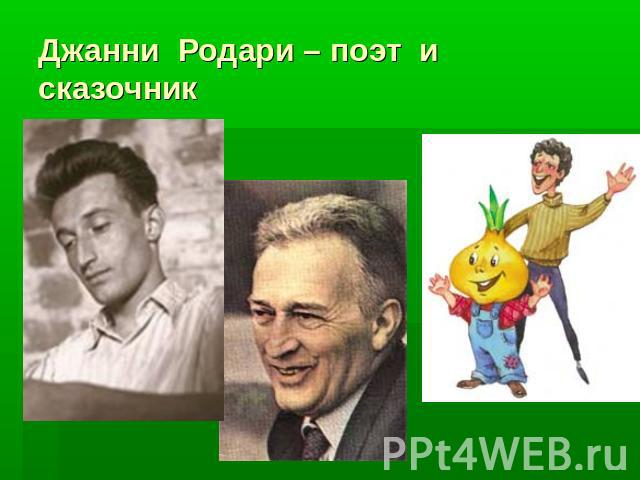 Джанни Родари – поэт и
сказочник
PPt4WEB.ru